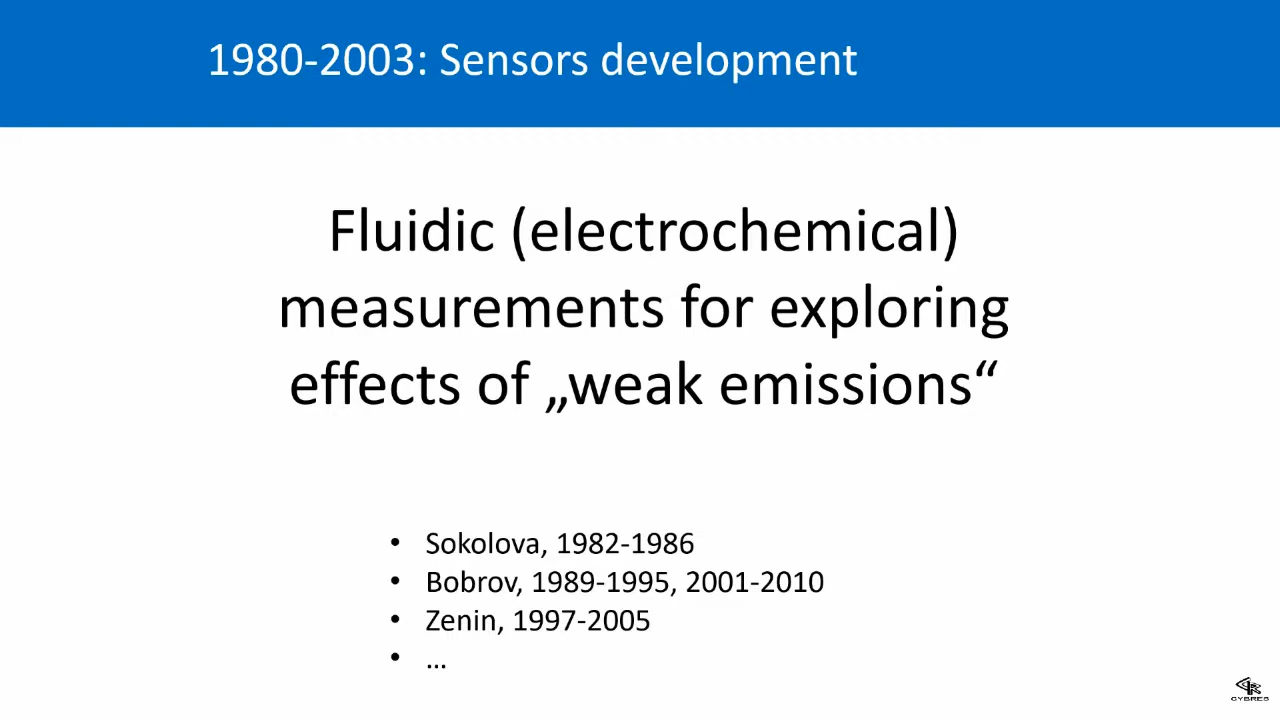 1980-2003: Sensors development
Fluidic (electrochemical)
measurements for exploring
effects of „weak emissions“
• Sokolova, 1982-1986
• Bobrov, 1989-1995, 2001-2010
• Zenin, 1997-2005
• ...
CYBRES